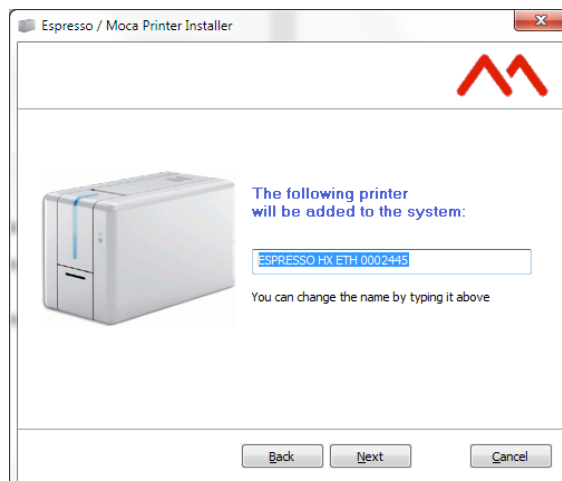 Espresso / Moca Printer Installer
The following printer
will be added to the system:
ESPRESSO HX ETH 0002445
You can change the name by typing it above
Back
Next
Cancel